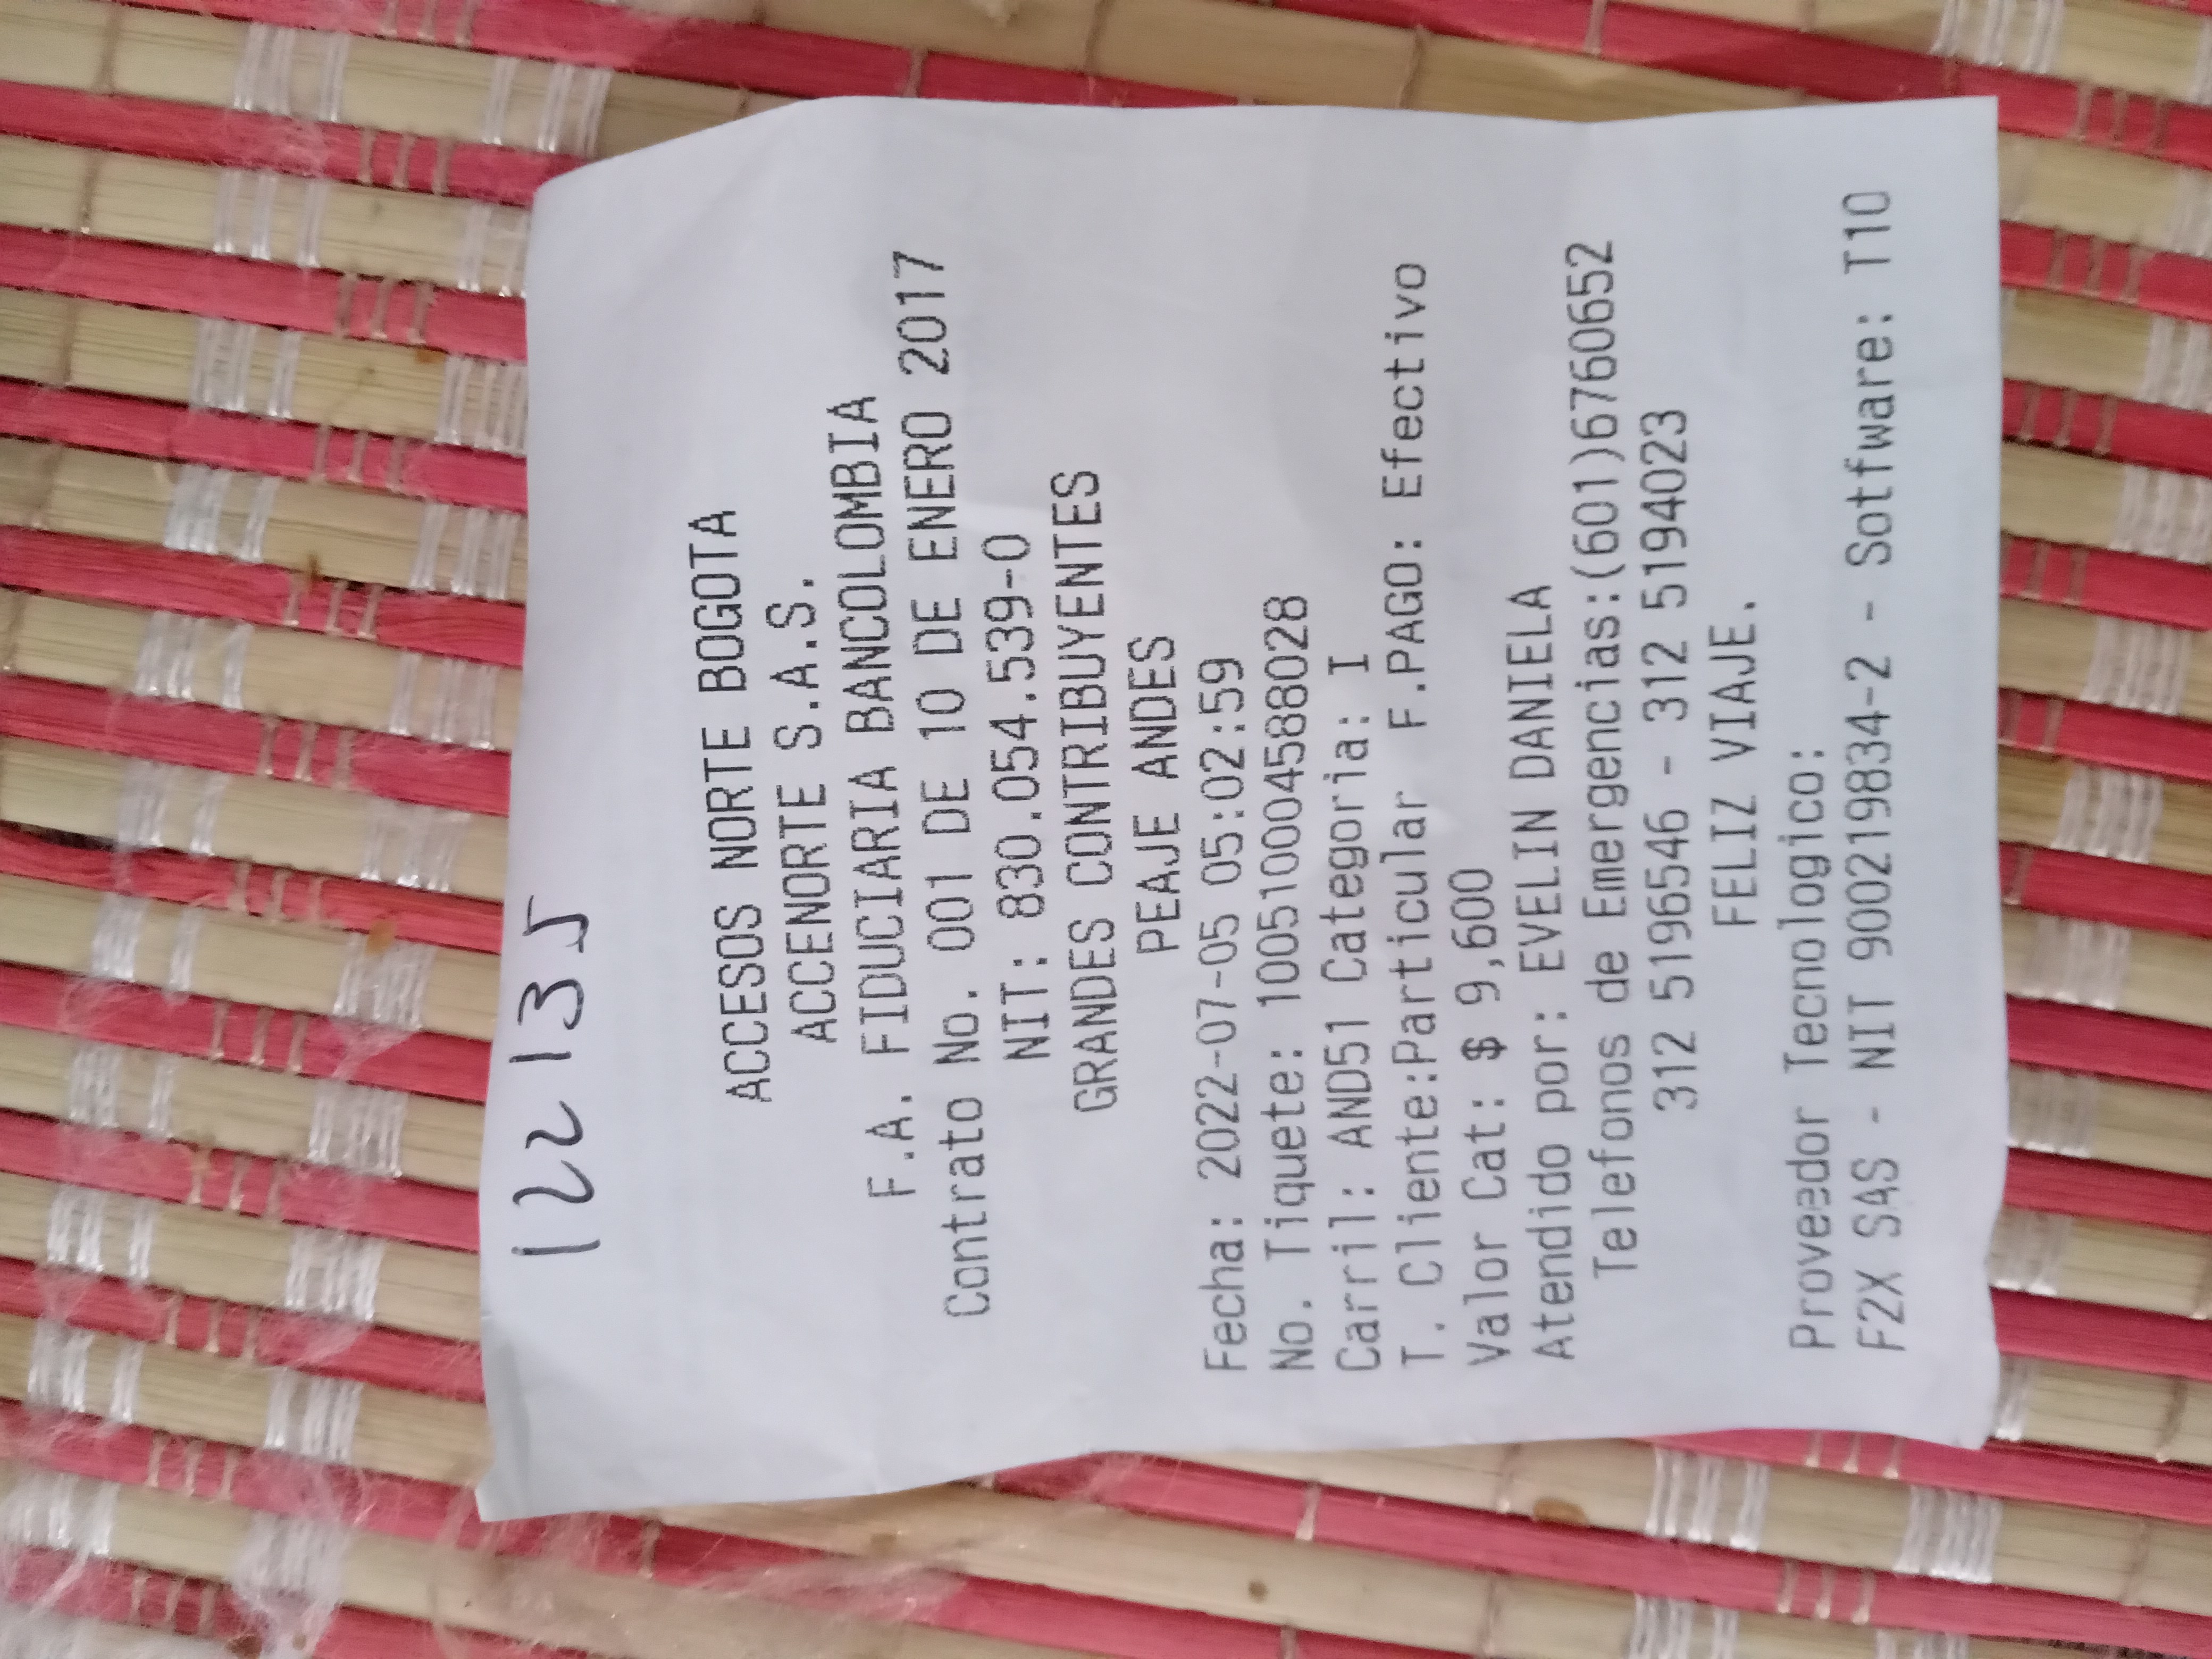 12135
ACCESOS NORTE BOGOTA
ACCENORTE S.A.S.
F.A. FIDUCIARIA BANCOLOMBIA
Contrato No. 001 DE 10 DE ENERO 2017
NIT: 830.054.539-0
GRANDES CONTRIBUYENTES
PEAJE ANDES
Fecha: 2022-07-05 05:02:59
No. Tiquete: 100510004588028
Carril: AND51 Categoria: I
T. Cliente:Particular F.PAGO: Efectivo
Valor Cat: $ 9,600
Atendido por: EVELIN DANIELA
Telefonos de Emergencias:(601)6760652
312 5196546 - 312 5194023
FELIZ VIAJE.
Proveedor Tecnologico:
F2X SAS - NIT 900219834-2 - Sotfware: T10